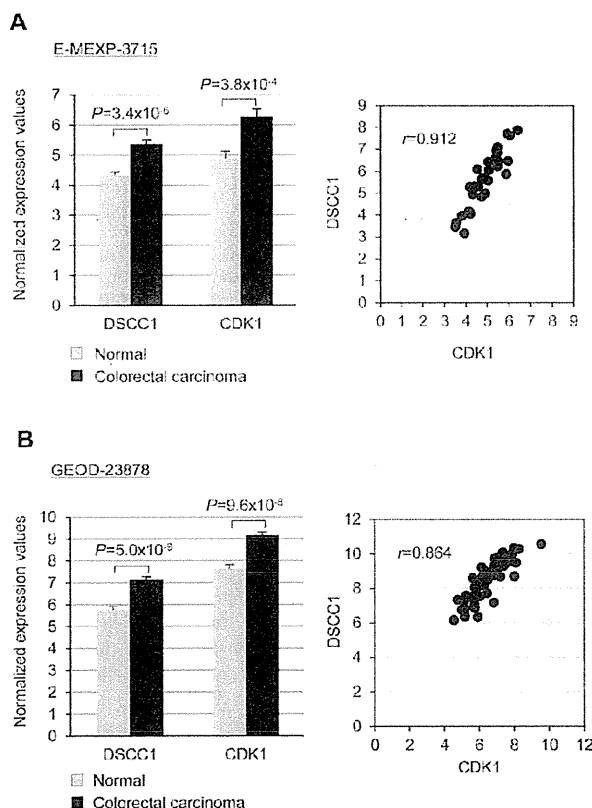 A
E-MEXP-3715
Normalized expression values
7
6
5
4
3
2
1
0
P=3.4x10-6
P=3.8x10-4
DSCC1 CDK1
Normal
Colorectal carcinoma
DSCC1
9
8
7
6
5
4
3
2
1
0
r=0.912
0 1 2 3 4 5 6 7 8 9
CDK1
B
GEOD-23878
Normalized expression values
10
9
8
7
6
5
4
3
2
1
0
P=5.0x10-9
P=9.6x10-8
DSCC1 CDK1
Normal
Colorectal carcinoma
DSCC1
12
10
8
6
4
2
0
r=0.864
0 2 4 6 8 10 12
CDK1